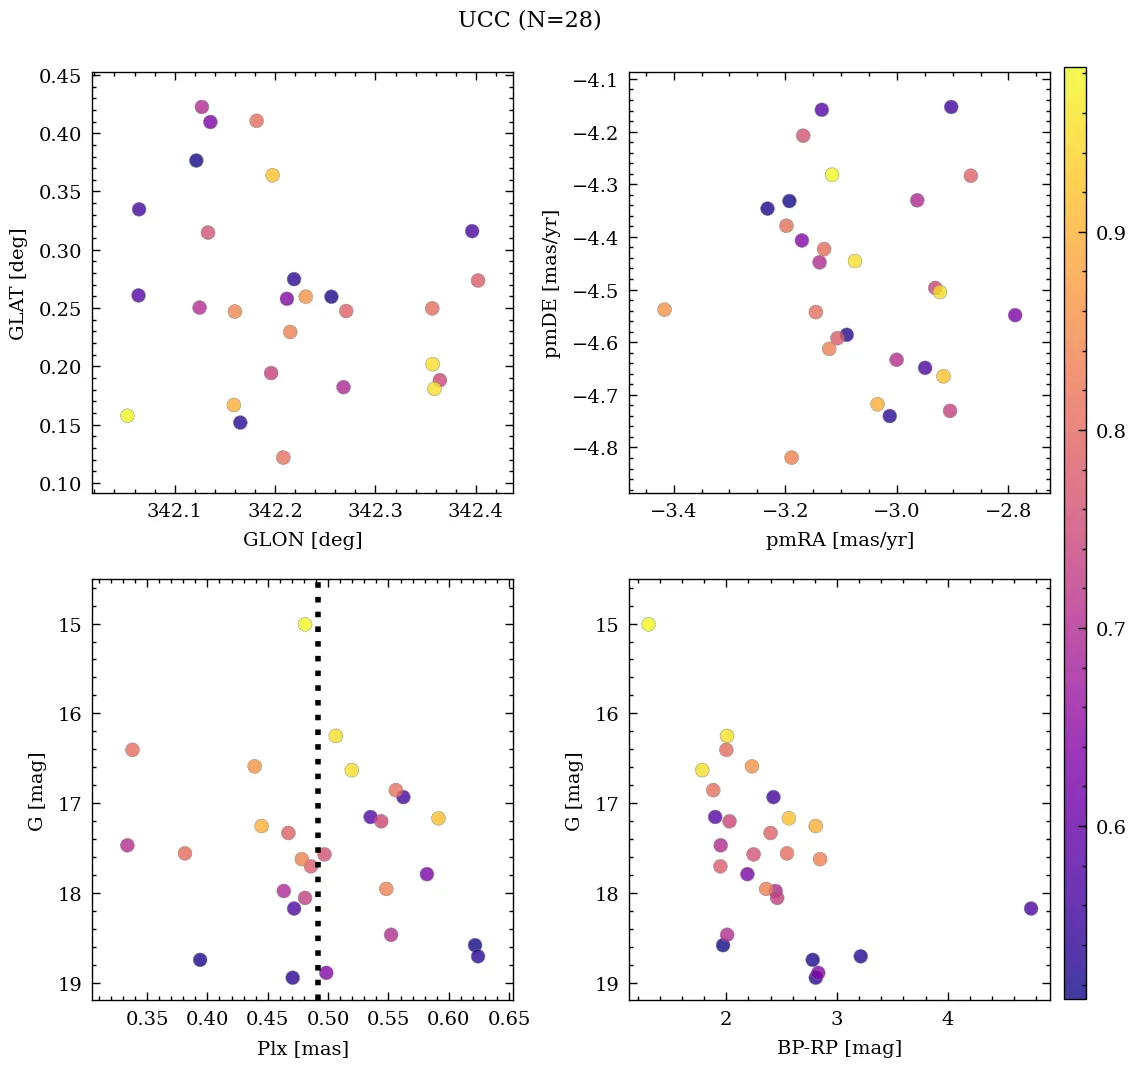 UCC (N=28)
0.45
0.40
0.35
0.30
0.25
0.20
0.15
0.10
GLAT [deg]
342.1 342.2 342.3 342.4
GLON [deg]
−4.1
−4.2
−4.3
−4.4
−4.5
−4.6
−4.7
−4.8
pmDE [mas/yr]
−3.4 −3.2 −3.0 −2.8
pmRA [mas/yr]
15
16
17
18
19
G [mag]
0.35 0.40 0.45 0.50 0.55 0.60 0.65
Plx [mas]
15
16
17
18
19
G [mag]
2 3 4
BP-RP [mag]
0.9
0.8
0.7
0.6